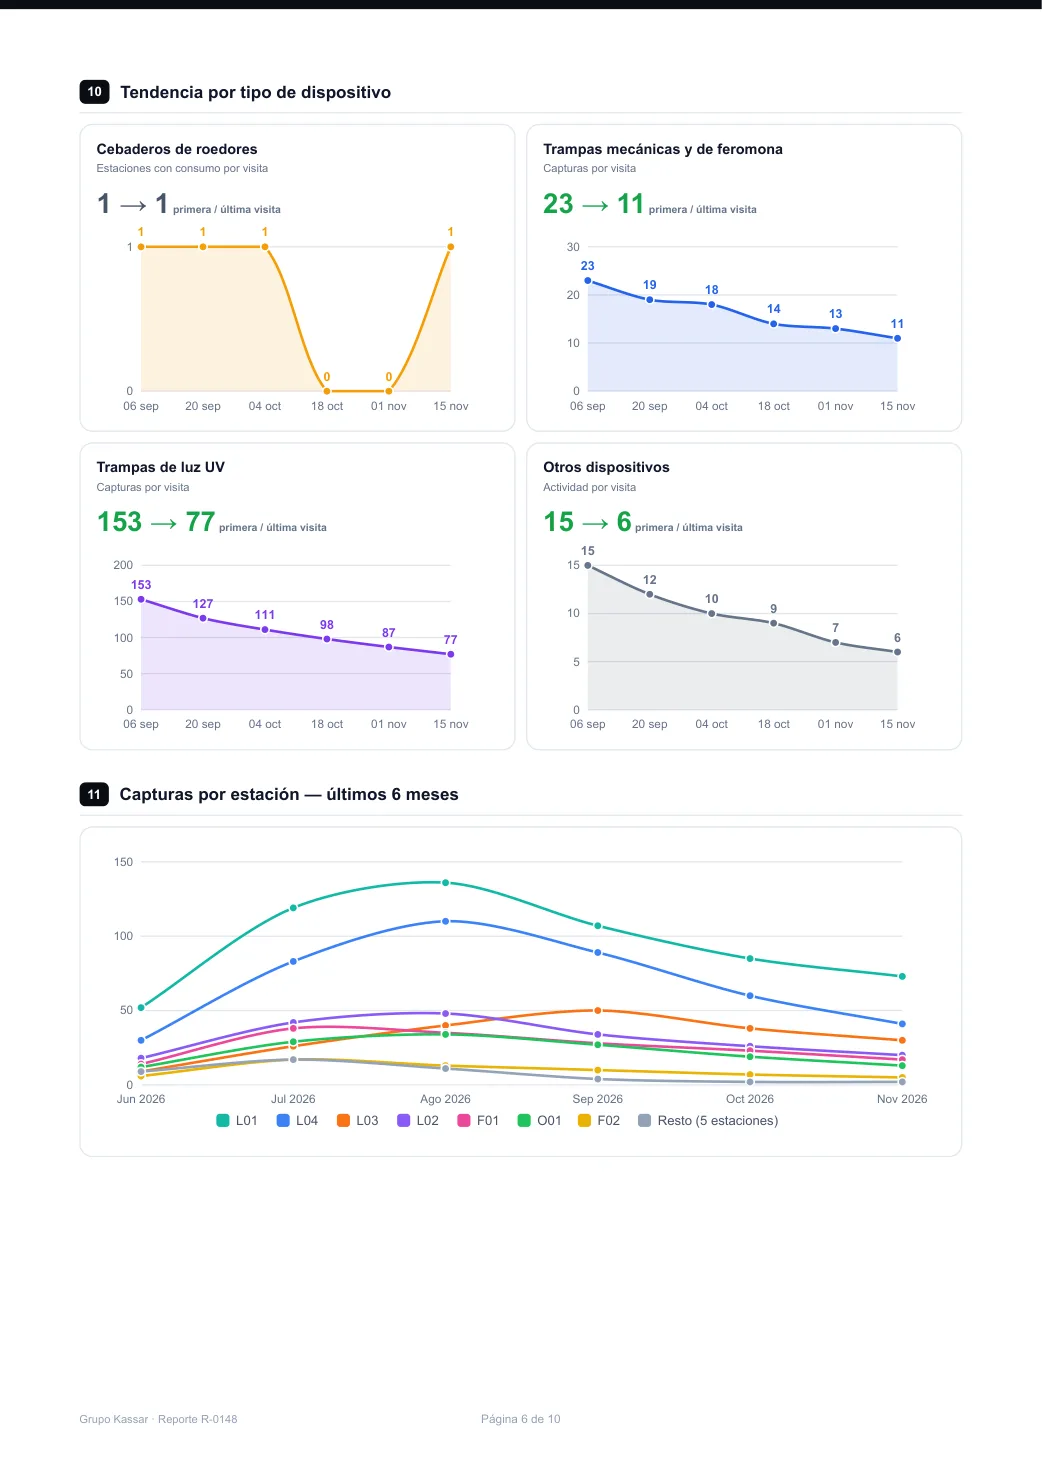 10 Tendencia por tipo de dispositivo
Cebaderos de roedores
Estaciones con consumo por visita
1 → 1 primera / última visita
1 1 1 1
1
0 0
0
06 sep 20 sep 04 oct 18 oct 01 nov 15 nov
Trampas mecánicas y de feromona
Capturas por visita
23 → 11 primera / última visita
30
23
19
18
20
14
13
11
10
0
06 sep 20 sep 04 oct 18 oct 01 nov 15 nov
Trampas de luz UV
Capturas por visita
153 → 77 primera / última visita
200
153
150
127
111
98
87
77
100
50
0
06 sep 20 sep 04 oct 18 oct 01 nov 15 nov
Otros dispositivos
Actividad por visita
15 → 6 primera / última visita
15
15
12
10
9
10
7
6
5
0
06 sep 20 sep 04 oct 18 oct 01 nov 15 nov
11 Capturas por estación — últimos 6 meses
150
100
50
0
Jun 2026 Jul 2026 Ago 2026 Sep 2026 Oct 2026 Nov 2026
L01 L04 L03 L02 F01 O01 F02 Resto (5 estaciones)
Grupo Kassar · Reporte R-0148 Página 6 de 10